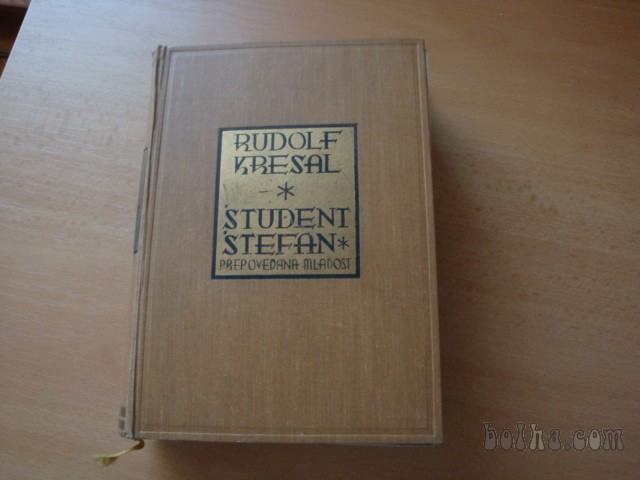 RUDOLF
KRESAL
*
ŠTUDENT
ŠTEFAN*
PREPOVEDANA MLADOST
bolha.com